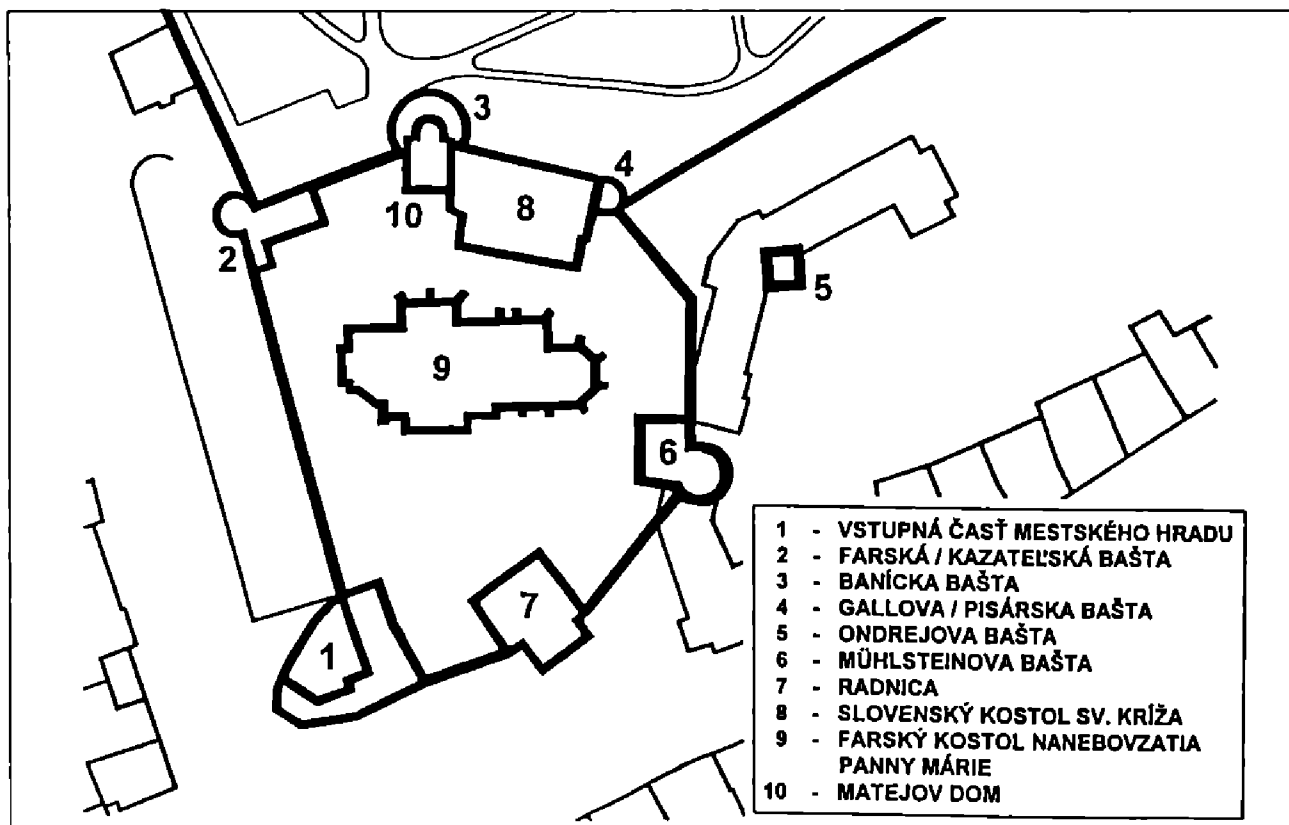 3
4
10
8
2
5
9
6
7
1
1 - VSTUPNÁ ČASŤ MESTSKÉHO HRADU
2 - FARSKÁ / KAZATEĽSKÁ BAŠTA
3 - BANÍCKA BAŠTA
4 - GALLOVA / PISÁRSKA BAŠTA
5 - ONDREJOVA BAŠTA
6 - MÜHLSTEINOVA BAŠTA
7 - RADNICA
8 - SLOVENSKÝ KOSTOL SV. KRÍŽA
9 - FARSKÝ KOSTOL NANEBOVZATIA
PANNY MÁRIE
10 - MATEJOV DOM